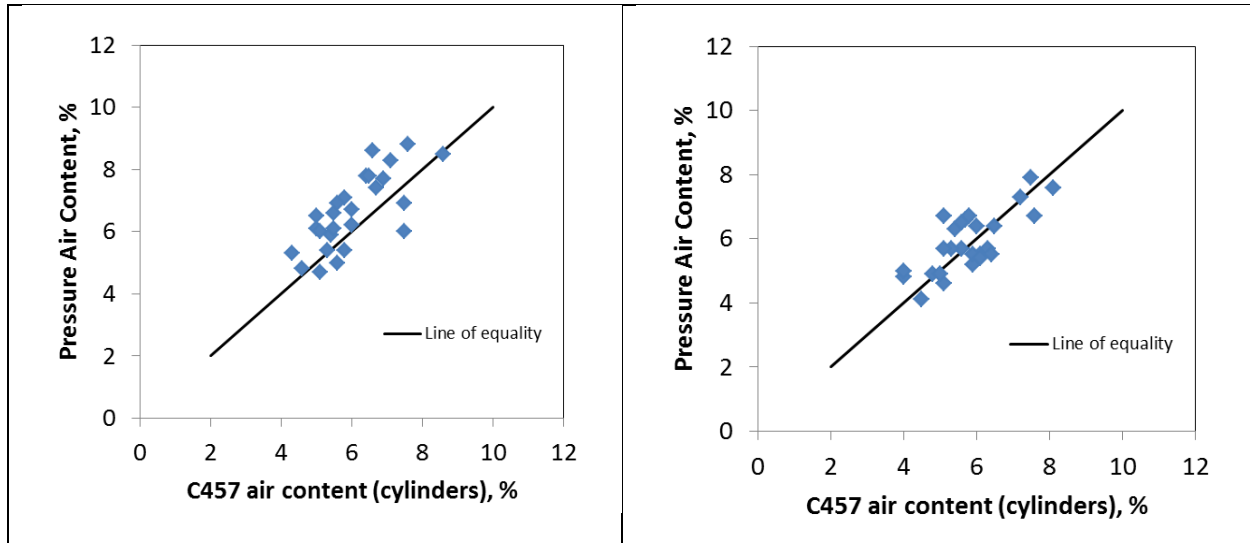 12
10
8
6
4
2
0
0 2 4 6 8 10 12
Pressure Air Content, %
C457 air content (cylinders), %
Line of equality
12
10
8
6
4
2
0
0 2 4 6 8 10 12
Pressure Air Content, %
C457 air content (cylinders), %
Line of equality